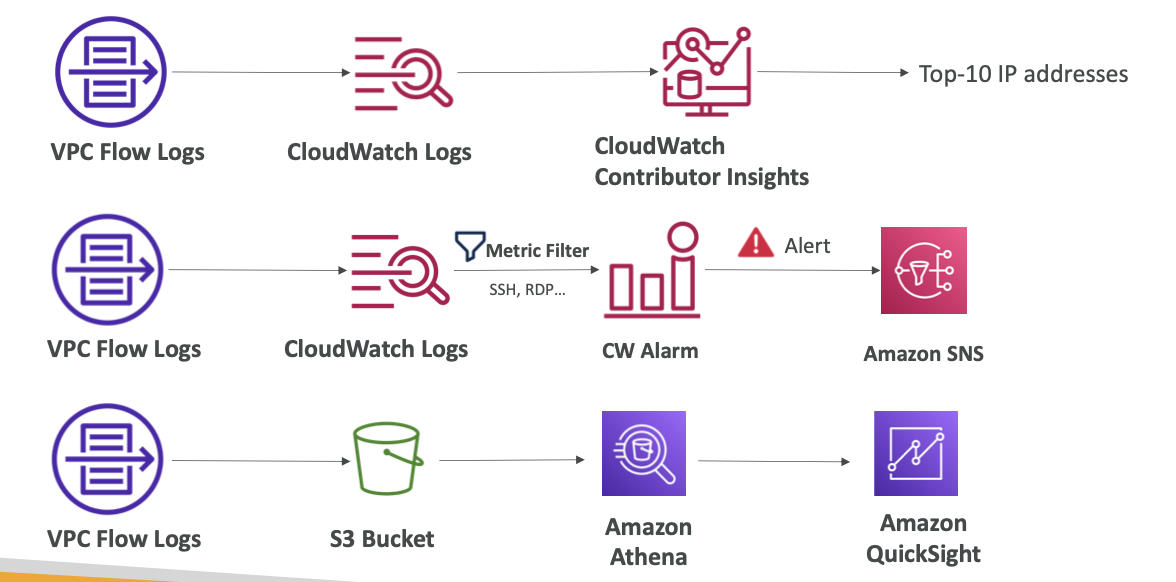 Top-10 IP addresses
VPC Flow Logs
CloudWatch Logs
CloudWatch
Contributor Insights
Metric Filter
SSH, RDP...
Alert
VPC Flow Logs
CloudWatch Logs
CW Alarm
Amazon SNS
VPC Flow Logs
S3 Bucket
Amazon
Athena
Amazon
QuickSight